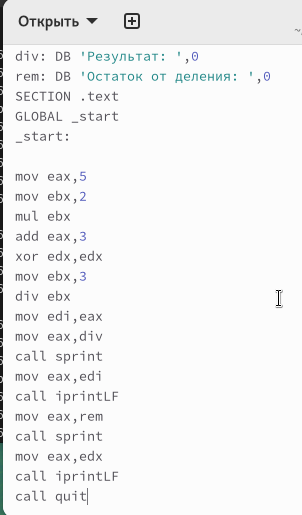 Открыть
div: DB 'Результат: ',0
rem: DB 'Остаток от деления: ',0
SECTION .text
GLOBAL _start
_start:
mov eax,5
mov ebx,2
mul ebx
add eax,3
xor edx,edx
mov ebx,3
div ebx
mov edi,eax
mov eax,div
call sprint
mov eax,edi
call iprintLF
mov eax,rem
call sprint
mov eax,edx
call iprintLF
call quit